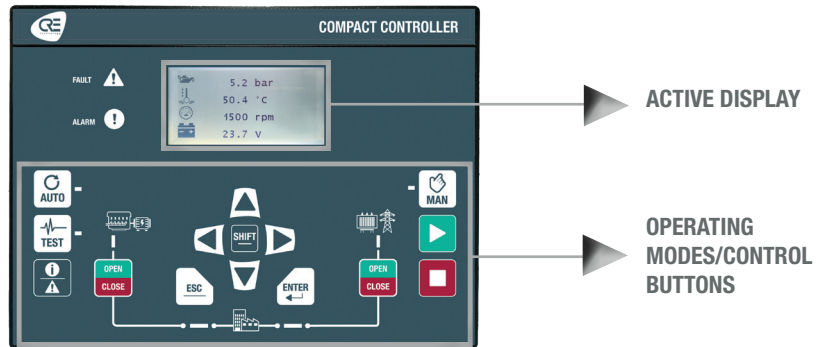 CRE
COMPACT CONTROLLER
FAULT
ALARM
5.2 bar
50.4 °C
1500 rpm
23.7 V
ACTIVE DISPLAY
AUTO
MAN
TEST
SHIFT
OPEN
CLOSE
ESC
ENTER
OPEN
CLOSE
OPERATING
MODES/CONTROL
BUTTONS